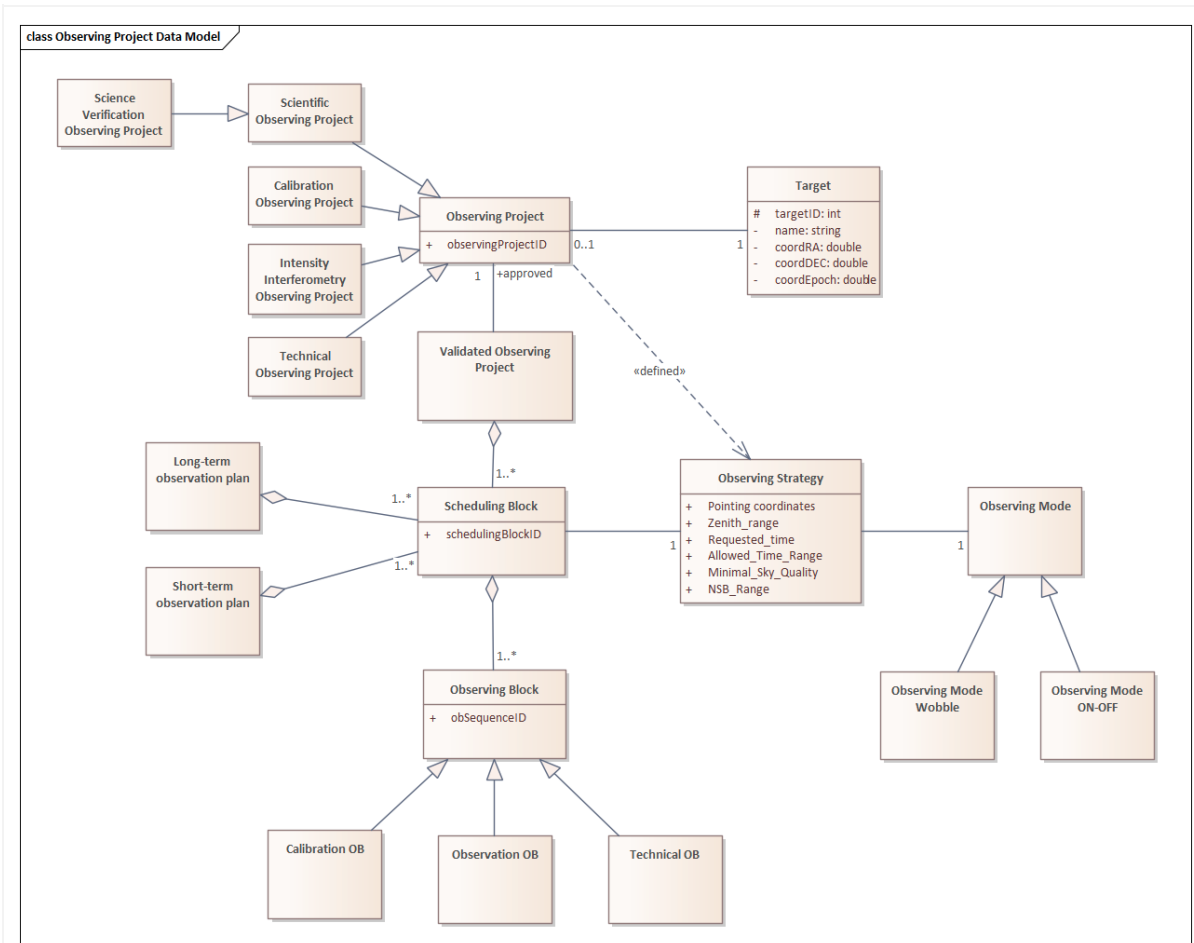 class Observing Project Data Model
Science
Verification
Observing Project
Scientific
Observing Project
Calibration
Observing Project
Intensity
Interferometry
Observing Project
Technical
Observing Project
Observing Project
+ observingProjectID
0..1
1
Target
# targetID: int
- name: string
- coordRA: double
- coordDEC: double
- coordEpoch: double
1
+approved
Validated Observing
Project
«defined»
Long-term
observation plan
Short-term
observation plan
1..*
1..*
1..*
Scheduling Block
+ schedulingBlockID
1
Observing Strategy
+ Pointing coordinates
+ Zenith_range
+ Requested_time
+ Allowed_Time_Range
+ Minimal_Sky_Quality
+ NSB_Range
1
Observing Mode
Observing Mode
Wobble
Observing Mode
ON-OFF
1..*
Observing Block
+ obSequenceID
Calibration OB
Observation OB
Technical OB